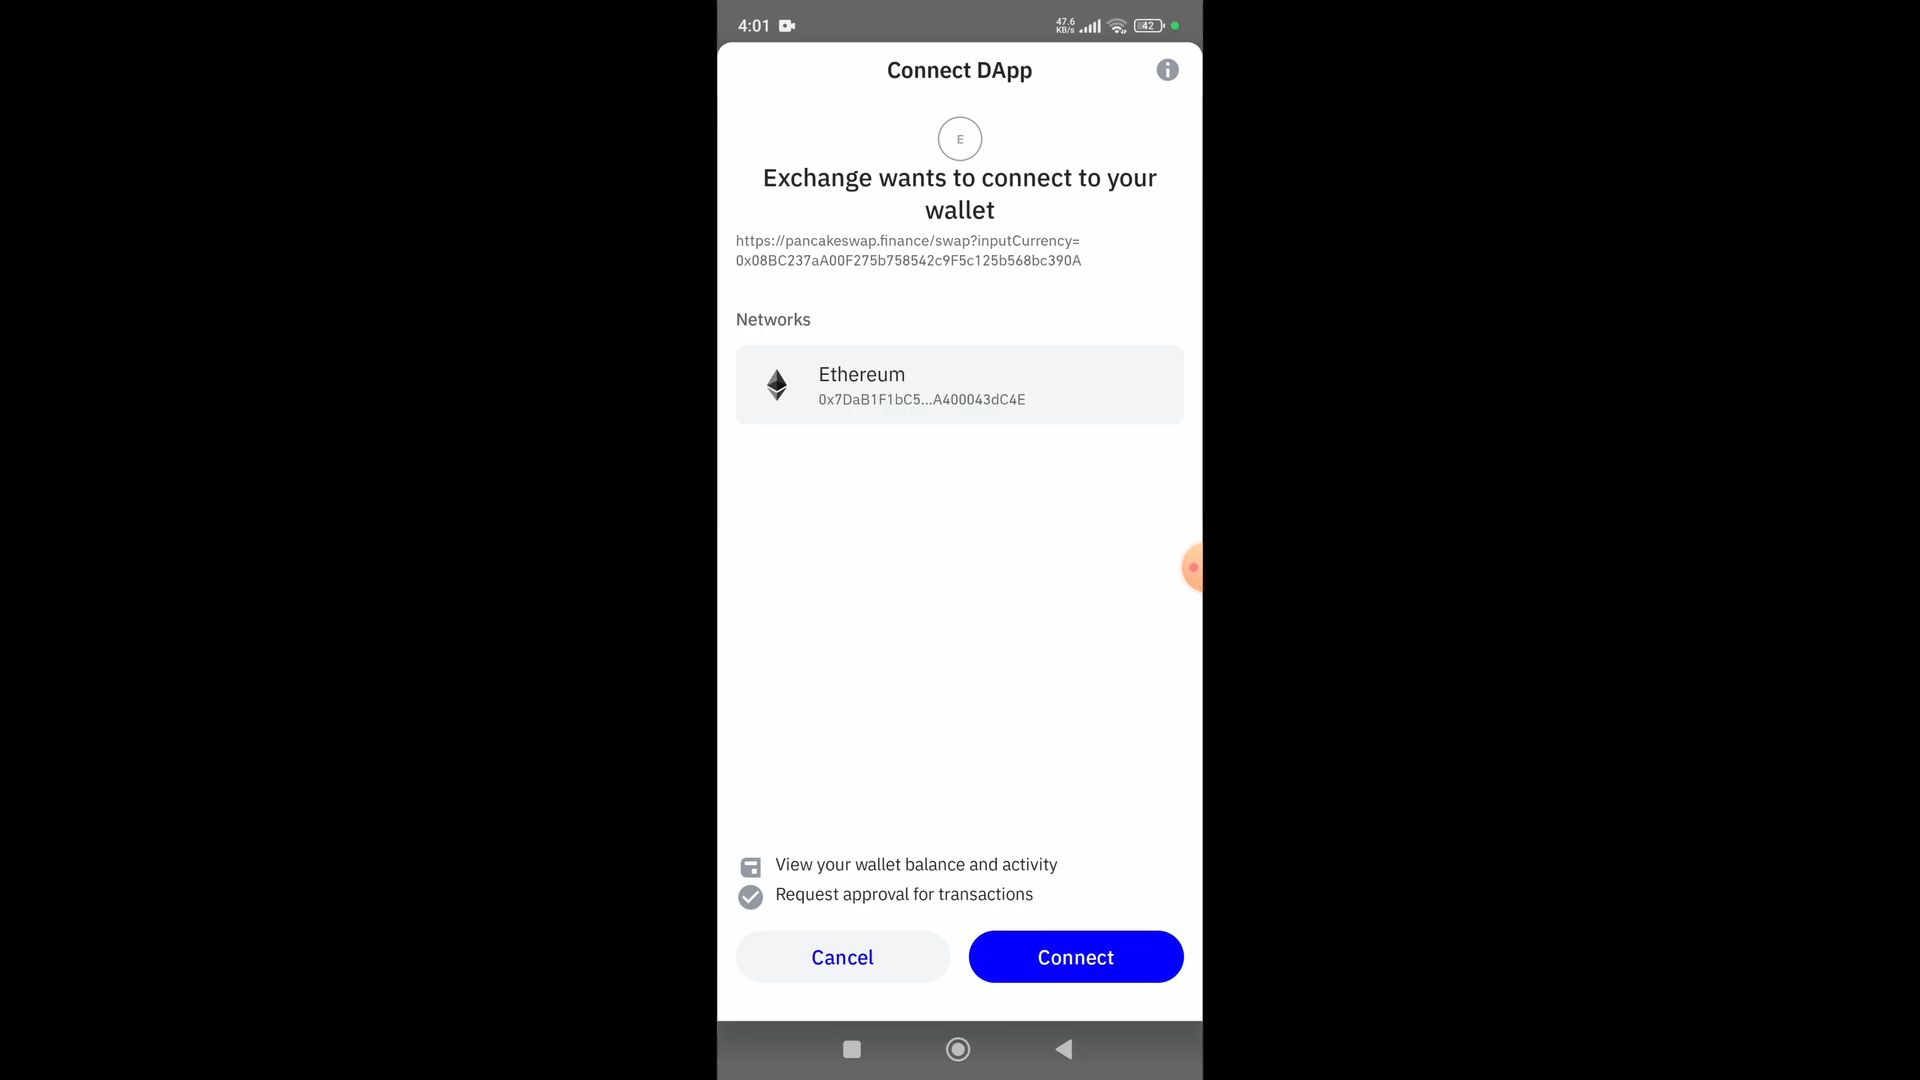 4:01
47.6
KB/s
42
Connect DApp
E
Exchange wants to connect to your
wallet
https://pancakeswap.finance/swap?inputCurrency=
0x08BC237aA00F275b758542c9F5c125b568bc390A
Networks
Ethereum
0x7DaB1F1bC5...A400043dC4E
View your wallet balance and activity
Request approval for transactions
Cancel
Connect